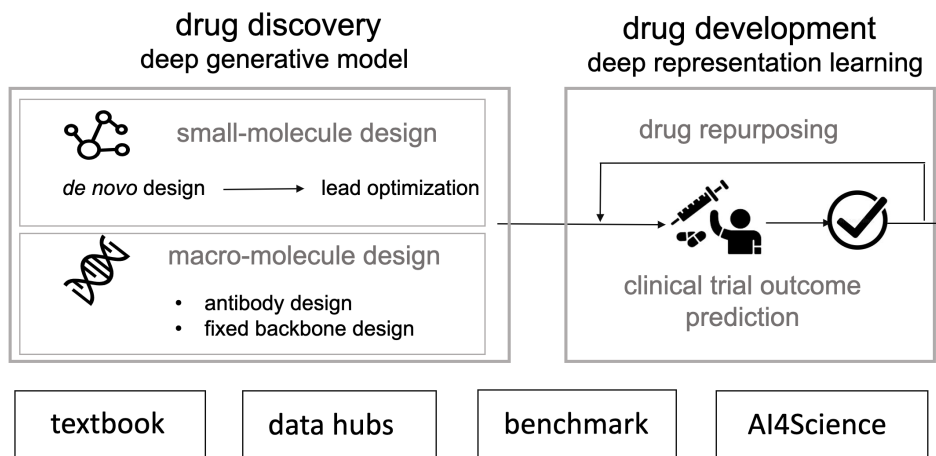 drug discovery
deep generative model
small-molecule design
de novo design
lead optimization
macro-molecule design
• antibody design
• fixed backbone design
drug development
deep representation learning
drug repurposing
clinical trial outcome
prediction
textbook
data hubs
benchmark
AI4Science